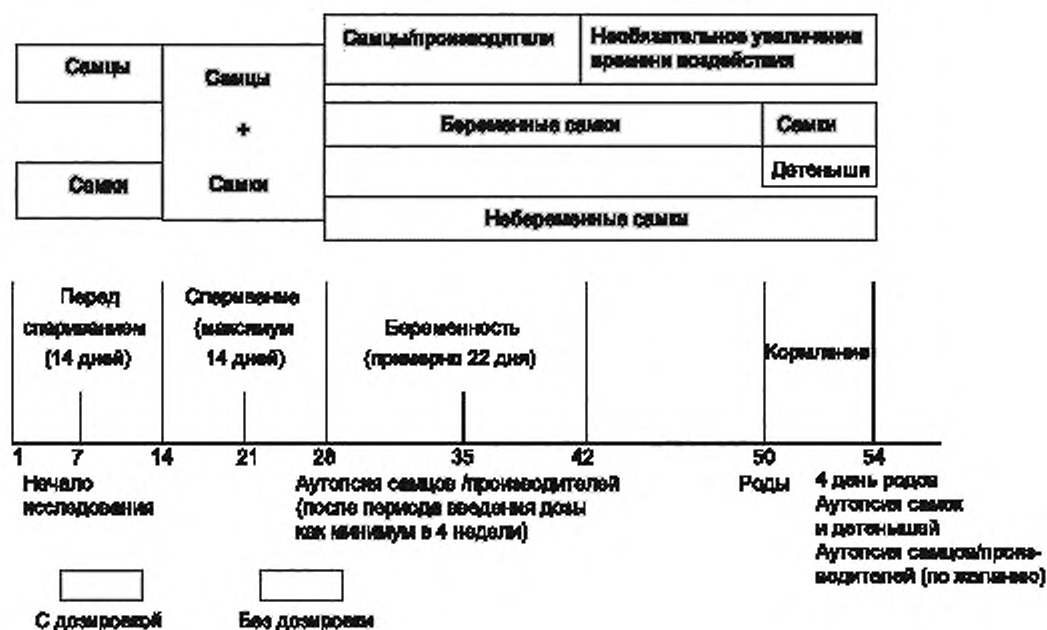 Самцы/производители
Необязательное увеличение
времени воздействия
Самцы
Самцы
+
Самки
Самки
Беременные самки
Самки
Детеныши
Небеременные самки
Перед
спариванием
(14 дней)
Спаривание
(максимум
14 дней)
Беременность
(примерно 22 дня)
Кормление
1 7 14 21 28 35 42 50 54
Начало
исследования
Аутопсия самцов /производителей
(после периода введения дозы
как минимум в 4 недели)
Роды
4 день родов
Аутопсия самок
и детенышей
Аутопсия самцов/произ-
водителей (по желанию)
С дозировкой
Без дозировки